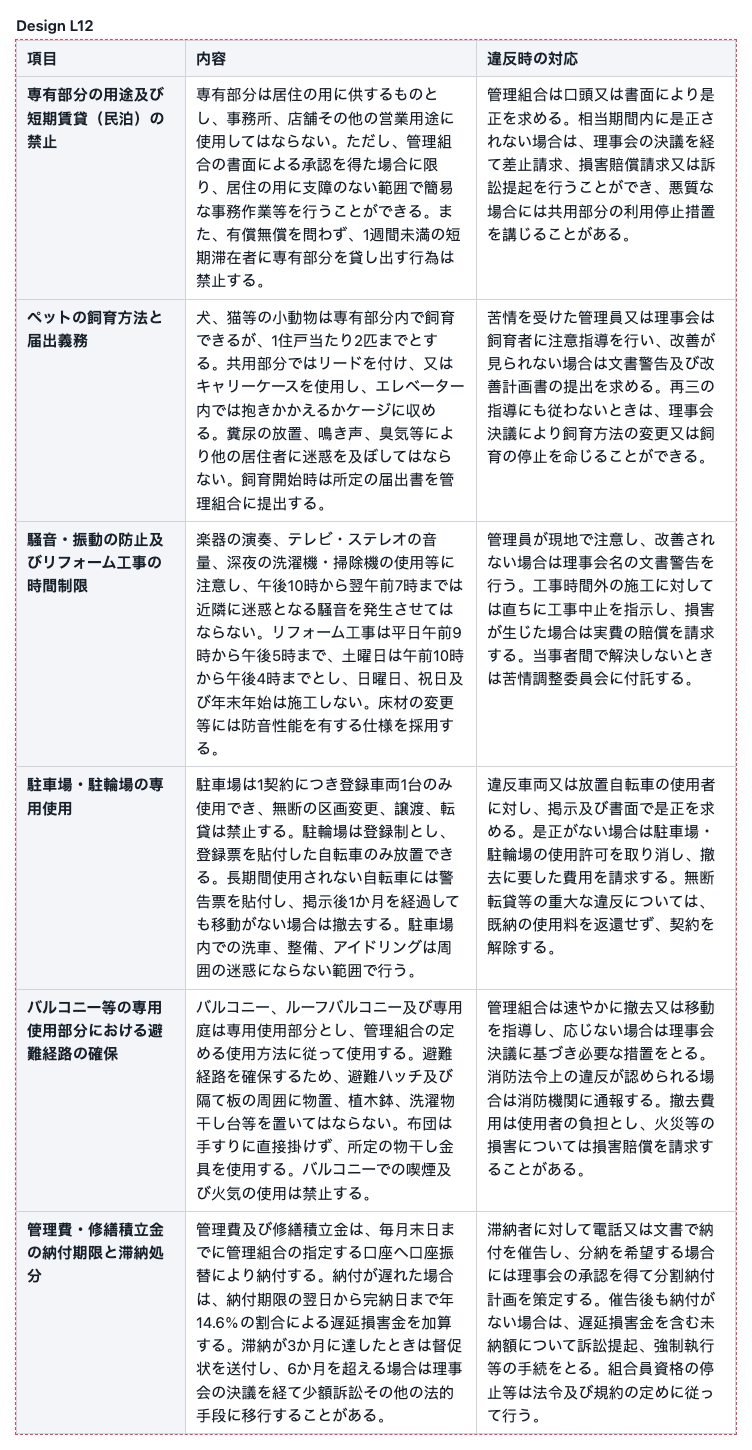 Design L12
項目
内容
違反時の対応
専有部分の用途及び
短期賃貸（民泊）の
禁止
専有部分は居住の用に供するものと
し、事務所、店舗その他の営業用途に
使用してはならない。ただし、管理組
合の書面による承認を得た場合に限
り、居住の用に支障のない範囲で簡易
な事務作業等を行うことができる。ま
た、有償無償を問わず、1週間未満の短
期滞在者に専有部分を貸し出す行為は
禁止する。
管理組合は口頭又は書面により是
正を求める。相当期間内に是正さ
れない場合は、理事会の決議を経
て差止請求、損害賠償請求又は訴
訟提起を行うことができ、悪質な
場合には共用部分の利用停止措置
を講じることがある。
ペットの飼育方法と
届出義務
犬、猫等の小動物は専有部分内で飼育
できるが、1住戸当たり2匹までとす
る。共用部分ではリードを付け、又は
キャリーケースを使用し、エレベーター
内では抱きかかえるかケージに収め
る。糞尿の放置、鳴き声、臭気等によ
り他の居住者に迷惑を及ぼしてはなら
ない。飼育開始時は所定の届出書を管
理組合に提出する。
苦情を受けた管理員又は理事会は
飼育者に注意指導を行い、改善が
見られない場合は文書警告及び改
善計画書の提出を求める。再三の
指導にも従わないときは、理事会
決議により飼育方法の変更又は飼
育の停止を命じることができる。
騒音・振動の防止及
びリフォーム工事の
時間制限
楽器の演奏、テレビ・ステレオの音
量、深夜の洗濯機・掃除機の使用等に
注意し、午後10時から翌午前7時までは
近隣に迷惑となる騒音を発生させては
ならない。リフォーム工事は平日午前9
時から午後5時まで、土曜日は午前10時
から午後4時までとし、日曜日、祝日及
び年末年始は施工しない。床材の変更
等には防音性能を有する仕様を採用す
る。
管理員が現地で注意し、改善され
ない場合は理事会名の文書警告を
行う。工事時間外の施工に対して
は直ちに工事中止を指示し、損害
が生じた場合は実費の賠償を請求
する。当事者間で解決しないとき
は苦情調整委員会に付託する。
駐車場・駐輪場の専
用使用
駐車場は1契約につき登録車両1台のみ
使用でき、無断の区画変更、譲渡、転
貸は禁止する。駐輪場は登録制とし、
登録票を貼付した自転車のみ放置でき
る。長期間使用されない自転車には警
告票を貼付し、掲示後1か月を経過して
も移動がない場合は撤去する。駐車場
内での洗車、整備、アイドリングは周
囲の迷惑にならない範囲で行う。
違反車両又は放置自転車の使用者
に対し、掲示及び書面で是正を求
める。是正がない場合は駐車場・
駐輪場の使用許可を取り消し、撤
去に要した費用を請求する。無断
転貸等の重大な違反については、
既納の使用料を返還せず、契約を
解除する。
バルコニー等の専用
使用部分における避
難経路の確保
バルコニー、ルーフバルコニー及び専用
庭は専用使用部分とし、管理組合の定
める使用方法に従って使用する。避難
経路を確保するため、避難ハッチ及び
隔て板の周囲に物置、植木鉢、洗濯物
干し台等を置いてはならない。布団は
手すりに直接掛けず、所定の物干し金
具を使用する。バルコニーでの喫煙及
び火気の使用は禁止する。
管理組合は速やかに撤去又は移動
を指導し、応じない場合は理事会
決議に基づき必要な措置をとる。
消防法令上の違反が認められる場
合は消防機関に通報する。撤去費
用は使用者の負担とし、火災等の
損害については損害賠償を請求す
ることがある。
管理費・修繕積立金
の納付期限と滞納処
分
管理費及び修繕積立金は、毎月末日ま
でに管理組合の指定する口座へ口座振
替により納付する。納付が遅れた場合
は、納付期限の翌日から完納日まで年
14.6%の割合による遅延損害金を加算
する。滞納が3か月に達したときは督促
状を送付し、6か月を超える場合は理事
会の決議を経て少額訴訟その他の法的
手段に移行することがある。
滞納者に対して電話又は文書で納
付を催告し、分納を希望する場合
には理事会の承認を得て分割納付
計画を策定する。催告後も納付が
ない場合は、遅延損害金を含む未
納額について訴訟提起、強制執行
等の手続をとる。組合員資格の停
止等は法令及び規約の定めに従っ
て行う。